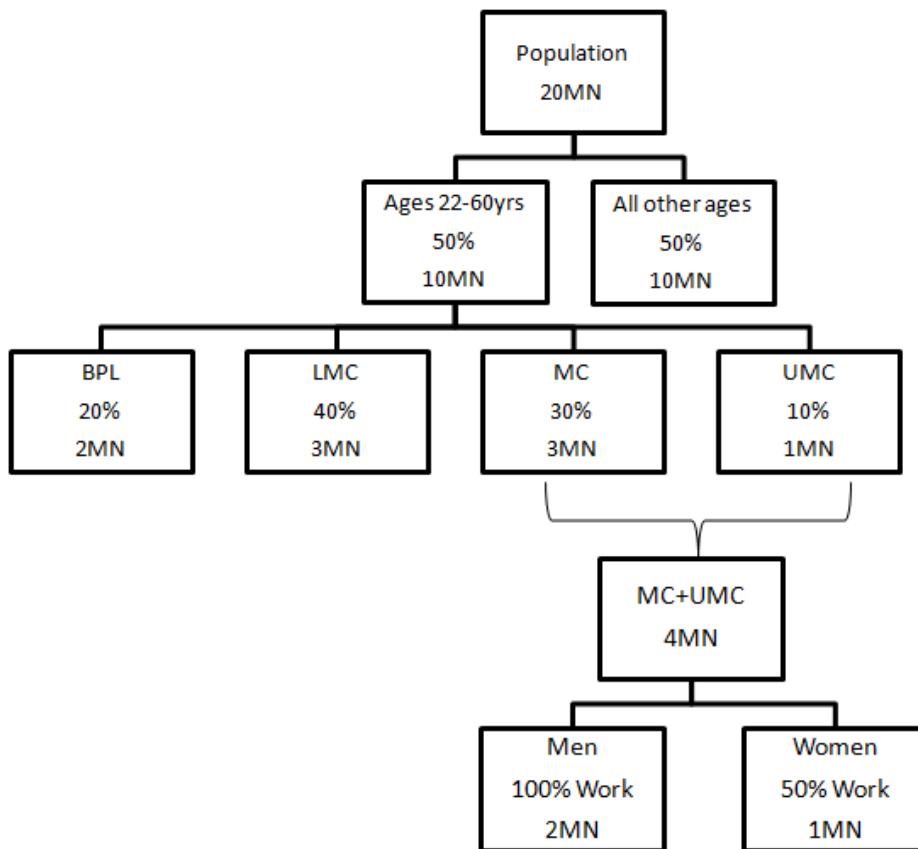 Population
20MN
Ages 22-60yrs
50%
10MN
All other ages
50%
10MN
BPL
20%
2MN
LMC
40%
3MN
MC
30%
3MN
UMC
10%
1MN
MC+UMC
4MN
Men
100% Work
2MN
Women
50% Work
1MN